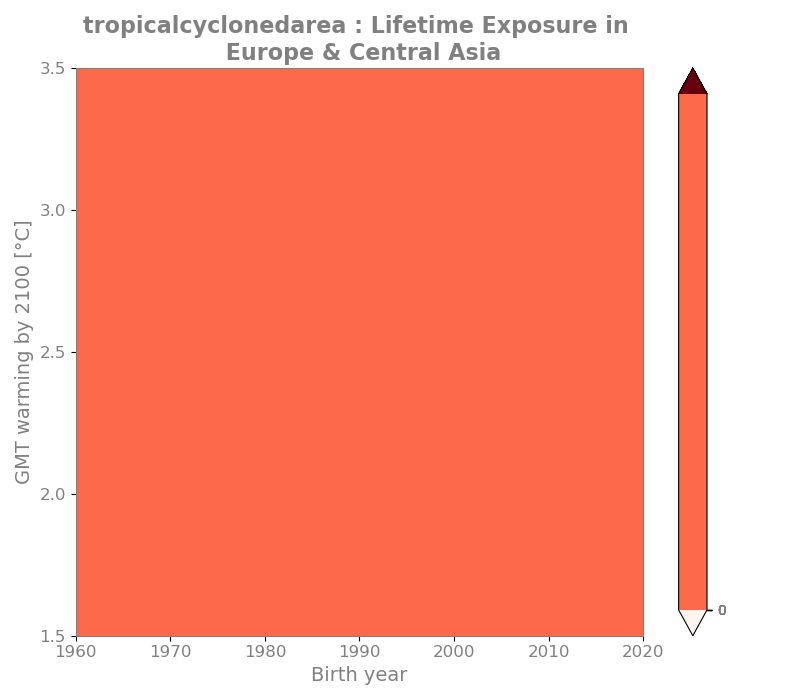 tropicalcyclonedarea : Lifetime Exposure in
Europe & Central Asia
3.5
3.0
2.5
2.0
1.5
GMT warming by 2100 [°C]
1960 1970 1980 1990 2000 2010 2020
Birth year
0